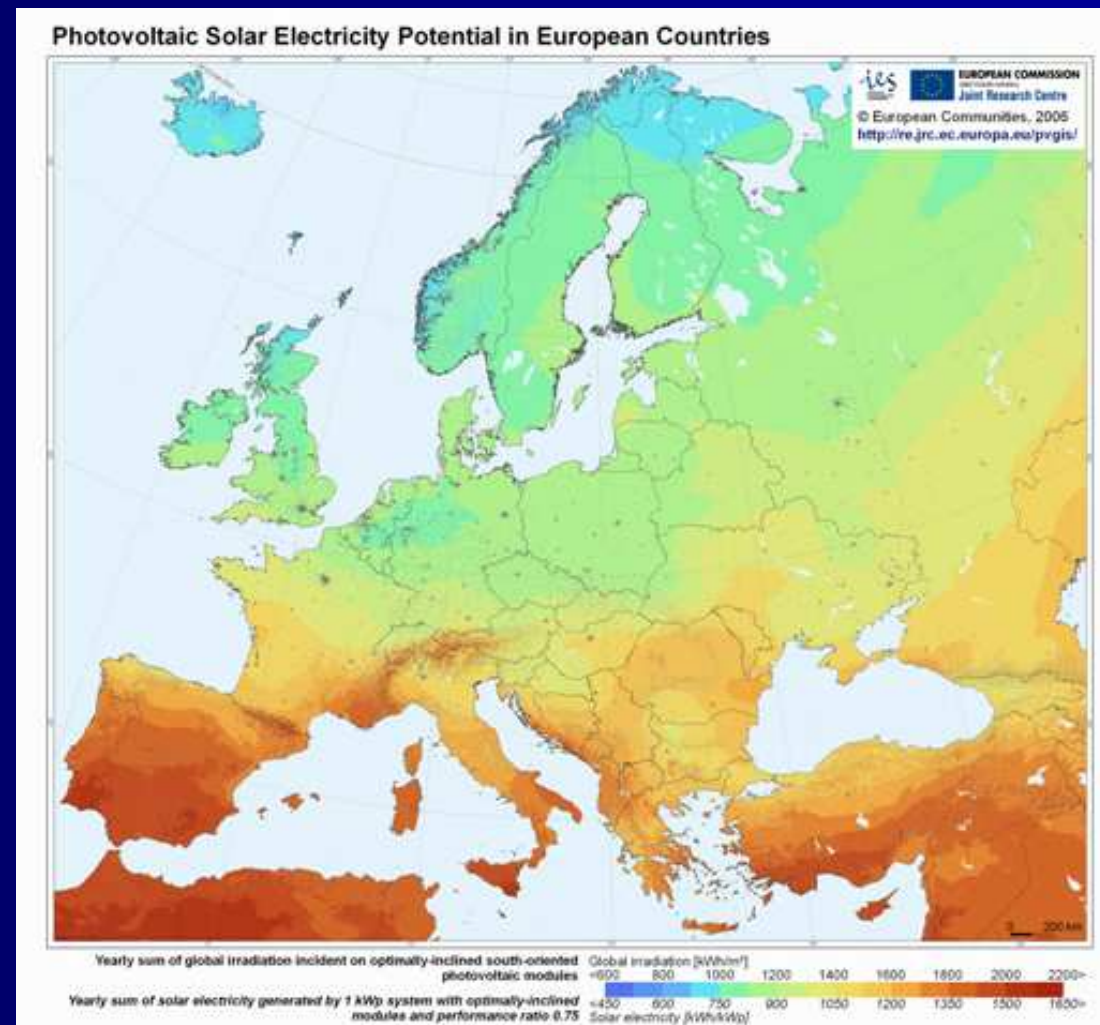 Photovoltaic Solar Electricity Potential in European Countries
ies
EUROPEAN COMMISSION
Joint Research Centre
© European Communities, 2006
http://re.jrc.ec.europa.eu/pvgis/
0 200 km
Yearly sum of global irradiation incident on optimally-inclined south-oriented
photovoltaic modules
Global irradiation [kWh/m²]
<600 800 1000 1200 1400 1600 1800 2000 2200>
Yearly sum of solar electricity generated by 1 kWp system with optimally-inclined
modules and performance ratio 0.75
<450 600 750 900 1050 1200 1350 1500 1650>
Solar electricity [kWh/kWp]